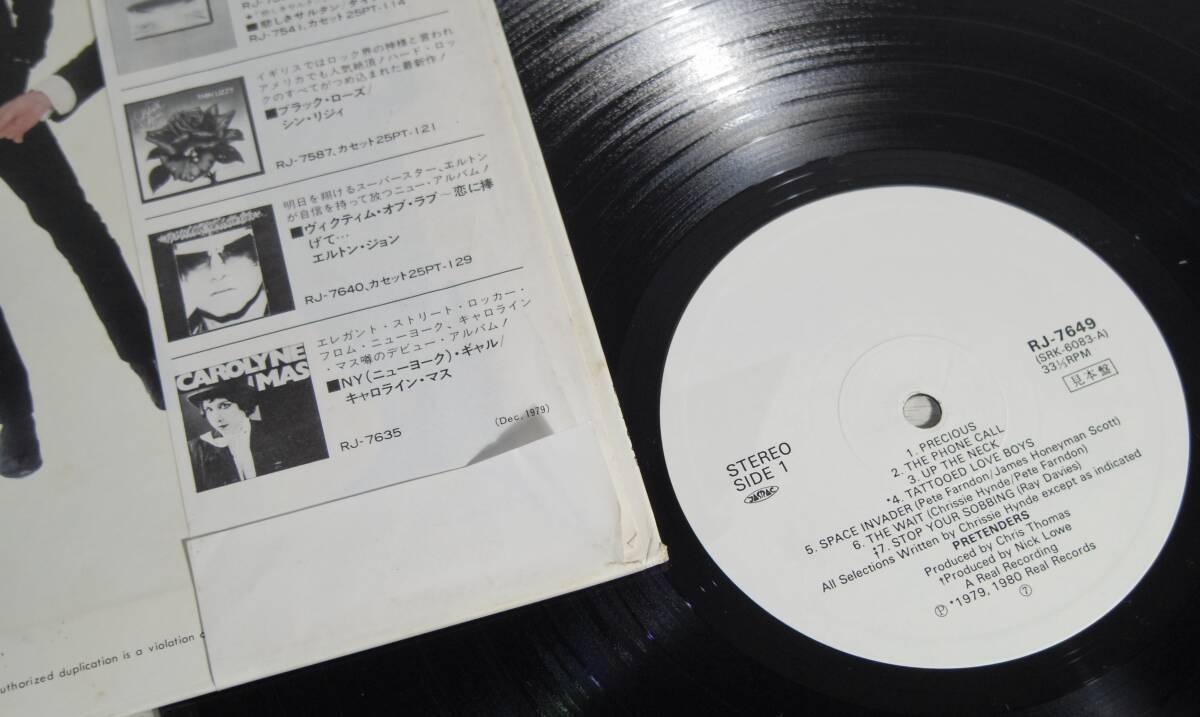 ■悲しきサルタン/ダイ
RJ-7541、カセット25PT-114
イギリスではロック界の神様と言われ
アメリカでも人気絶頂!ハード・ロッ
クのすべてがつめ込まれた最新作!
■ブラック・ローズ/
シン・リジィ
RJ-7587、カセット25PT-121
THIN LIZZY
明日を翔けるスーパースター、エルトン
が自信を持って放つニュー・アルバム!
■ヴィクティム・オブ・ラブ〜恋に捧
げて…
エルトン・ジョン
RJ-7640、カセット25PT-129
エレガント・ストリート・ロッカー・
フロム・ニューヨーク、キャロライン
・マス噂のデビュー・アルバム!
■NY(ニューヨーク)・ギャル/
キャロライン・マス
RJ-7635
(Dec, 1979)
CAROLYNE
MAS
uthorized duplication is a violation
RJ-7649
(SRK-6083-A)
33⅓RPM
見本盤
STEREO
SIDE 1
JASRAC
1. PRECIOUS
2. THE PHONE CALL
3. UP THE NECK
*4. TATTOOED LOVE BOYS
5. SPACE INVADER (Pete Farndon/James Honeyman Scott)
6. THE WAIT (Chrissie Hynde/Pete Farndon)
†7. STOP YOUR SOBBING (Ray Davies)
All Selections Written by Chrissie Hynde except as indicated
PRETENDERS
Produced by Chris Thomas
†Produced by Nick Lowe
A Real Recording
Ⓟ *1979, 1980 Real Records
⑦